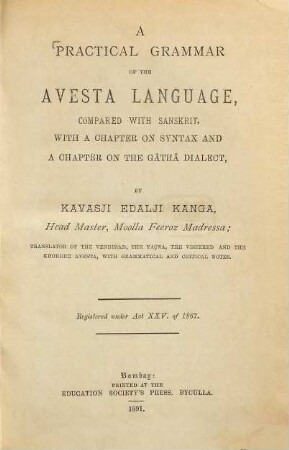 A
PRACTICAL GRAMMAR
OF THE
AVESTA LANGUAGE,
COMPARED WITH SANSKRIT,
WITH A CHAPTER ON SYNTAX AND
A CHAPTER ON THE GÂTHÂ DIALECT,
BY
KAVASJI EDALJI KANGA,
Head Master, Moolla Feeroz Madressa;
TRANSLATOR OF THE VENDIDAD, THE YAÇNA, THE VISPERED AND THE
KHORDEH AVESTA, WITH GRAMMATICAL AND CRITICAL NOTES.
Registered under Act XXV. of 1867.
Bombay:
PRINTED AT THE
EDUCATION SOCIETY'S PRESS, BYCULLA.
1891.